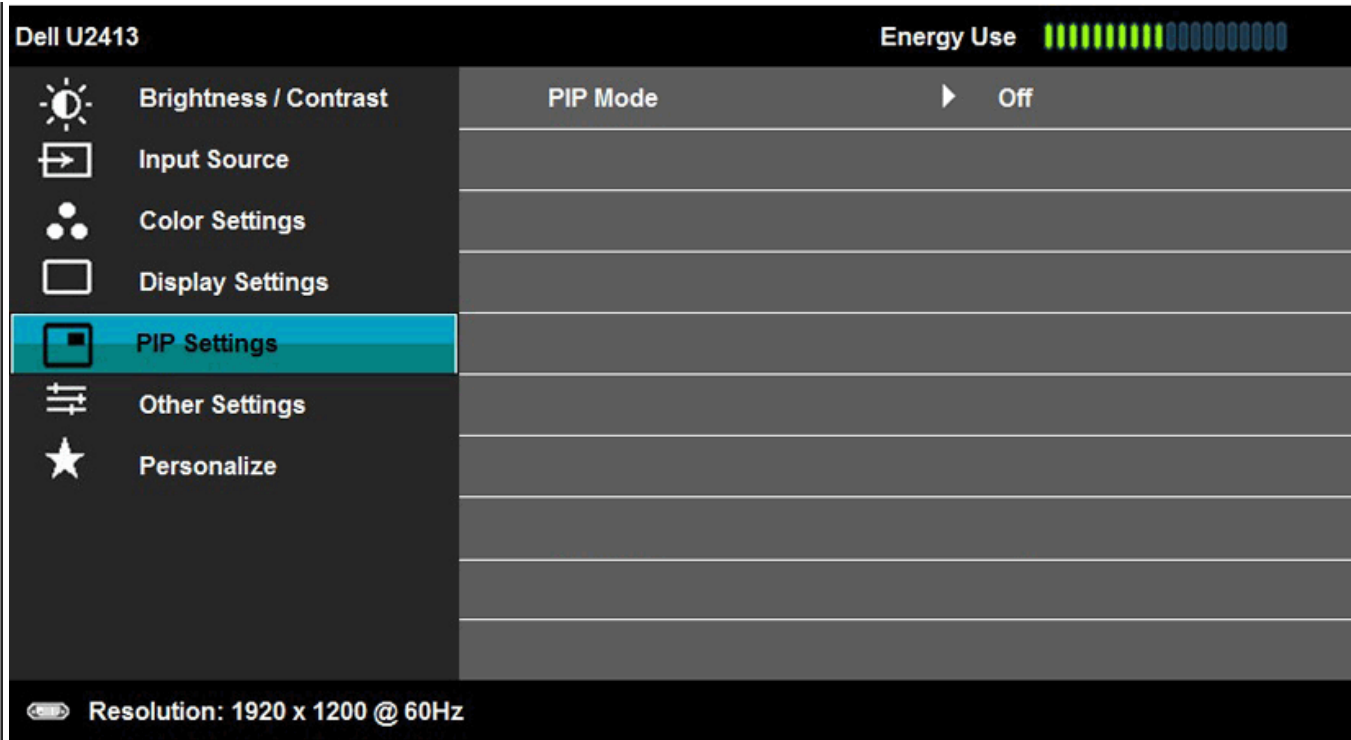 Dell U2413 Energy Use
Brightness / Contrast PIP Mode Off
Input Source
Color Settings
Display Settings
PIP Settings
Other Settings
Personalize
Resolution: 1920 x 1200 @ 60Hz